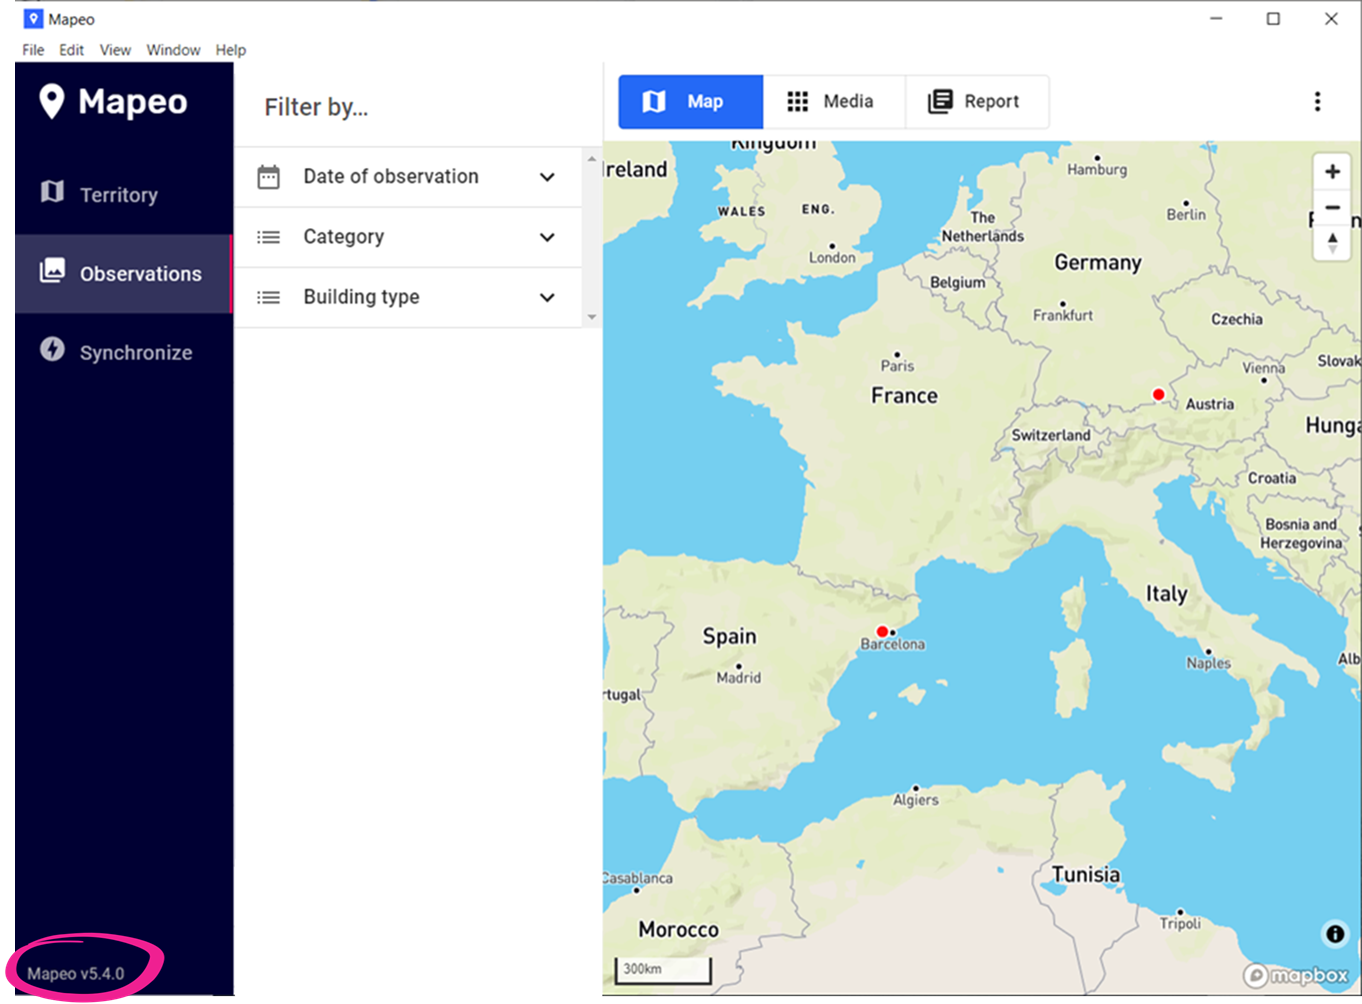 Mapeo
File Edit View Window Help
Mapeo
Territory
Observations
Synchronize
Mapeo v5.4.0
Filter by...
Date of observation
Category
Building type
Map
Media
Report
Kingdom
Ireland
WALES
ENG.
London
The
Netherlands
Belgium
Hamburg
Berlin
Germany
Frankfurt
Czechia
Paris
France
Vienna
Slovak
Austria
Switzerland
Hunga
Croatia
Bosnia and
Herzegovina
Italy
Spain
Barcelona
Madrid
rtugal
Naples
Alb
Algiers
Casablanca
Tunisia
Morocco
Tripoli
300km
mapbox